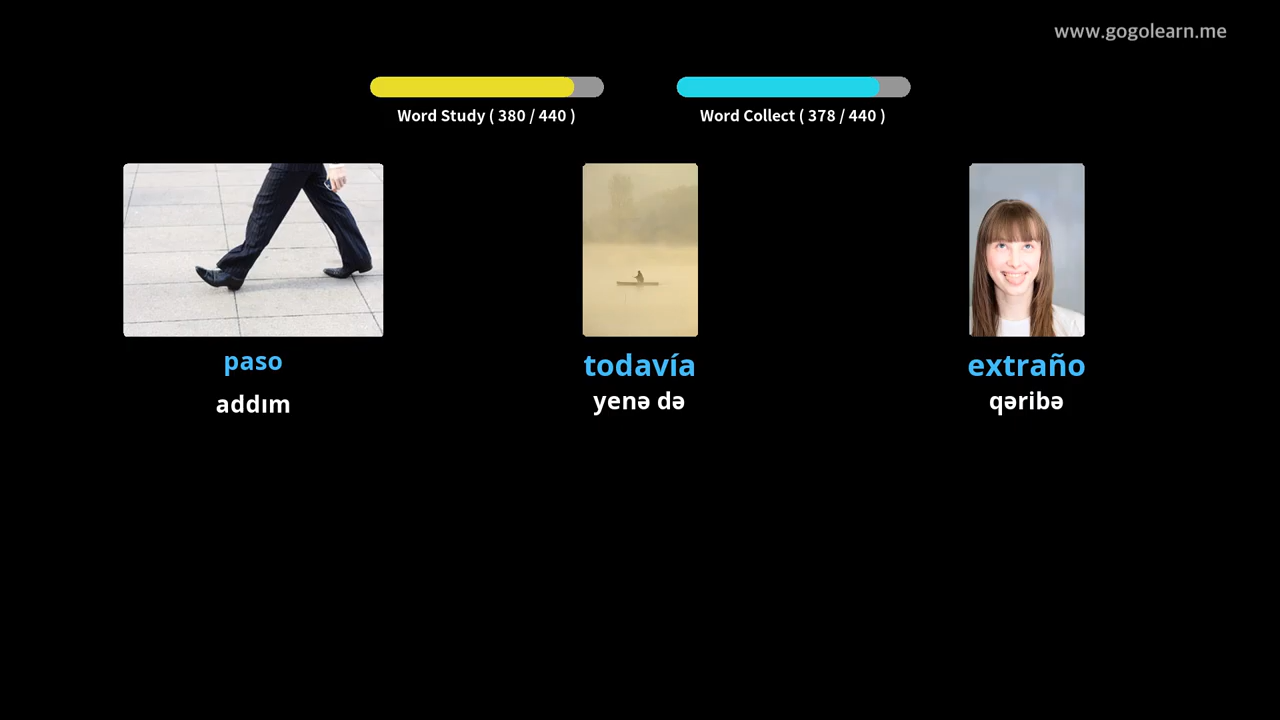 www.gogolearn.me
Word Study ( 380 / 440 )
Word Collect ( 378 / 440 )
paso
addım
todavía
yenə də
extraño
qəribə